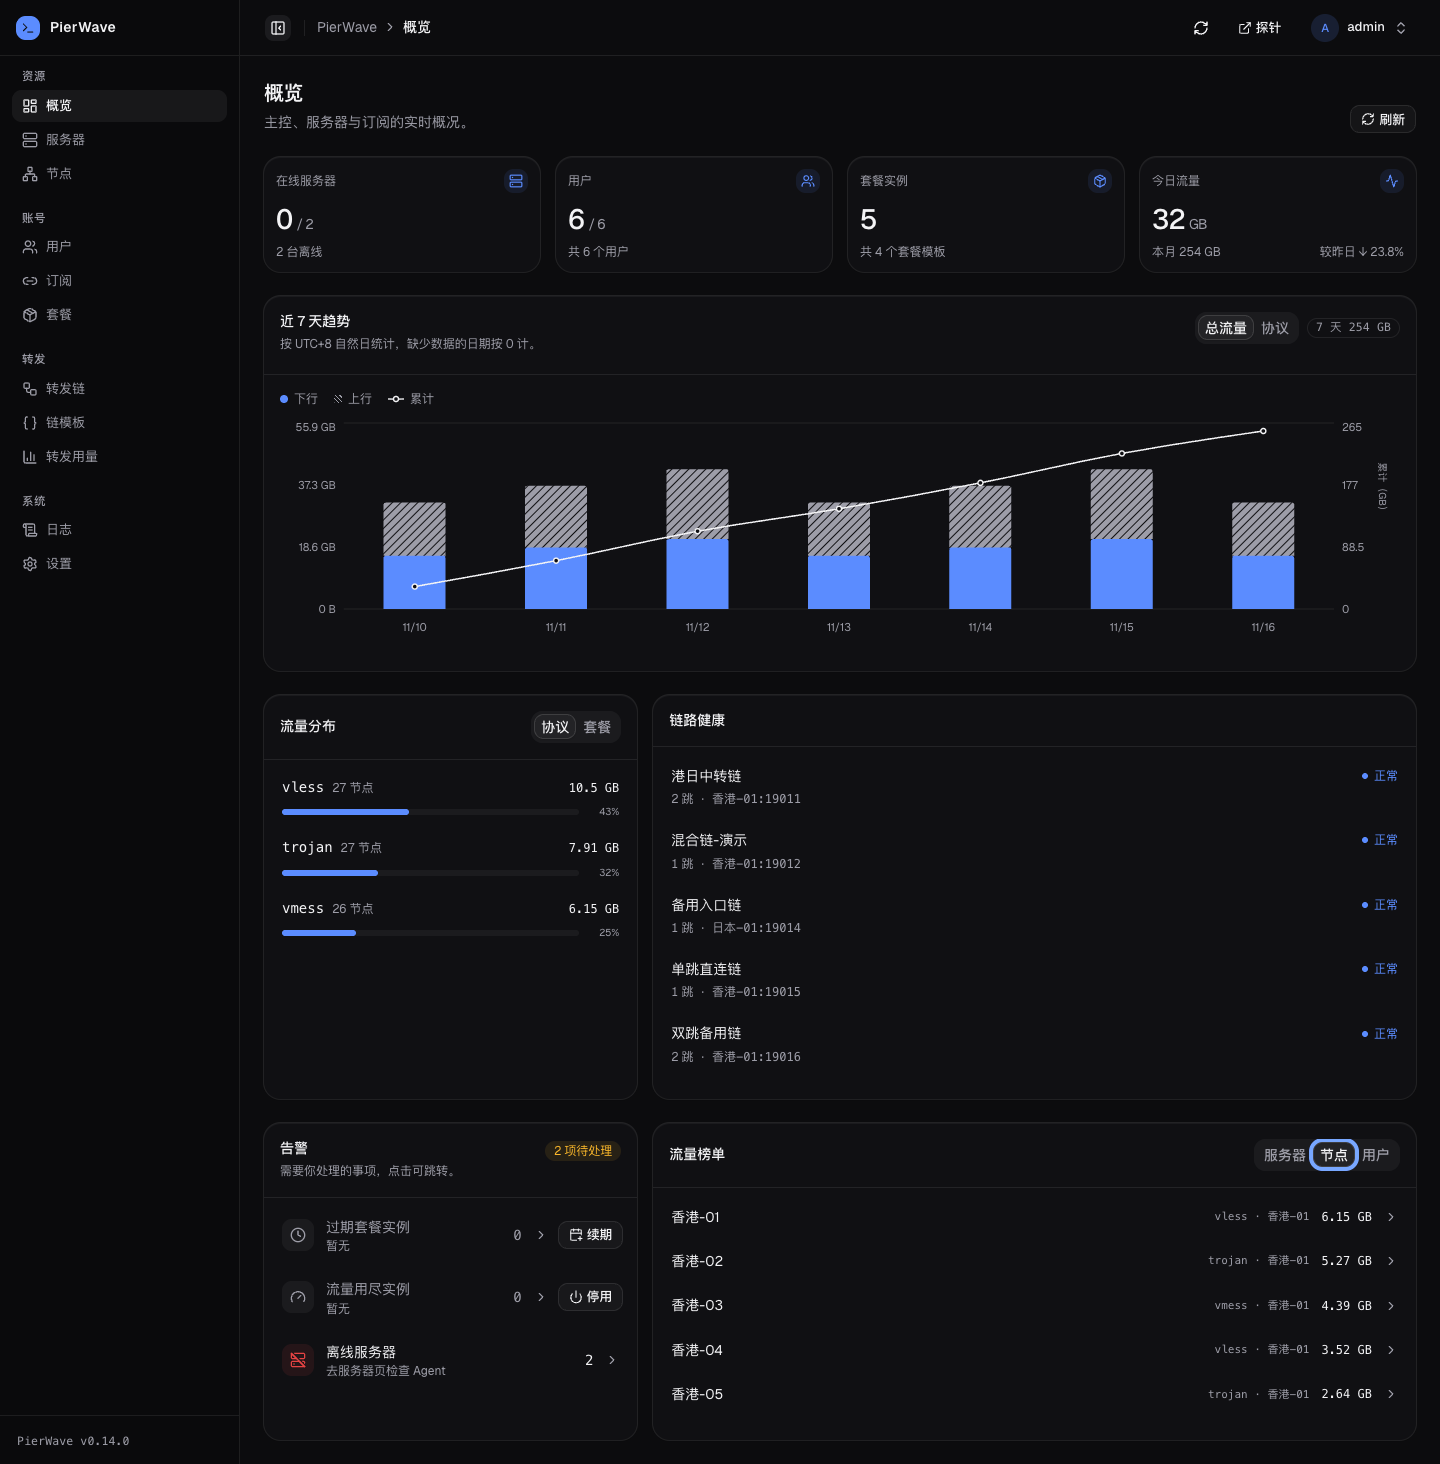 PierWave
PierWave > 概览
探针
A admin
资源
概览
服务器
节点
账号
用户
订阅
套餐
转发
转发链
链模板
转发用量
系统
日志
设置
PierWave v0.14.0
概览
主控、服务器与订阅的实时概况。
刷新
在线服务器
0 / 2
2 台离线
用户
6 / 6
共 6 个用户
套餐实例
5
共 4 个套餐模板
今日流量
32 GB
本月 254 GB 较昨日 ↓ 23.8%
近 7 天趋势
按 UTC+8 自然日统计，缺少数据的日期按 0 计。
总流量 协议 7 天 254 GB
下行 上行 累计
55.9 GB
37.3 GB
18.6 GB
0 B
265
177
88.5
0
累计 (GB)
11/10 11/11 11/12 11/13 11/14 11/15 11/16
流量分布
协议 套餐
vless 27 节点 10.5 GB
43%
trojan 27 节点 7.91 GB
32%
vmess 26 节点 6.15 GB
25%
链路健康
港日中转链 正常
2 跳 · 香港-01:19011
混合链-演示 正常
1 跳 · 香港-01:19012
备用入口链 正常
1 跳 · 日本-01:19014
单跳直连链 正常
1 跳 · 香港-01:19015
双跳备用链 正常
2 跳 · 香港-01:19016
告警
2 项待处理
需要你处理的事项，点击可跳转。
过期套餐实例
暂无
0 续期
流量用尽实例
暂无
0 停用
离线服务器
去服务器页检查 Agent
2
流量榜单
服务器 节点 用户
香港-01 vless · 香港-01 6.15 GB
香港-02 trojan · 香港-01 5.27 GB
香港-03 vmess · 香港-01 4.39 GB
香港-04 vless · 香港-01 3.52 GB
香港-05 trojan · 香港-01 2.64 GB